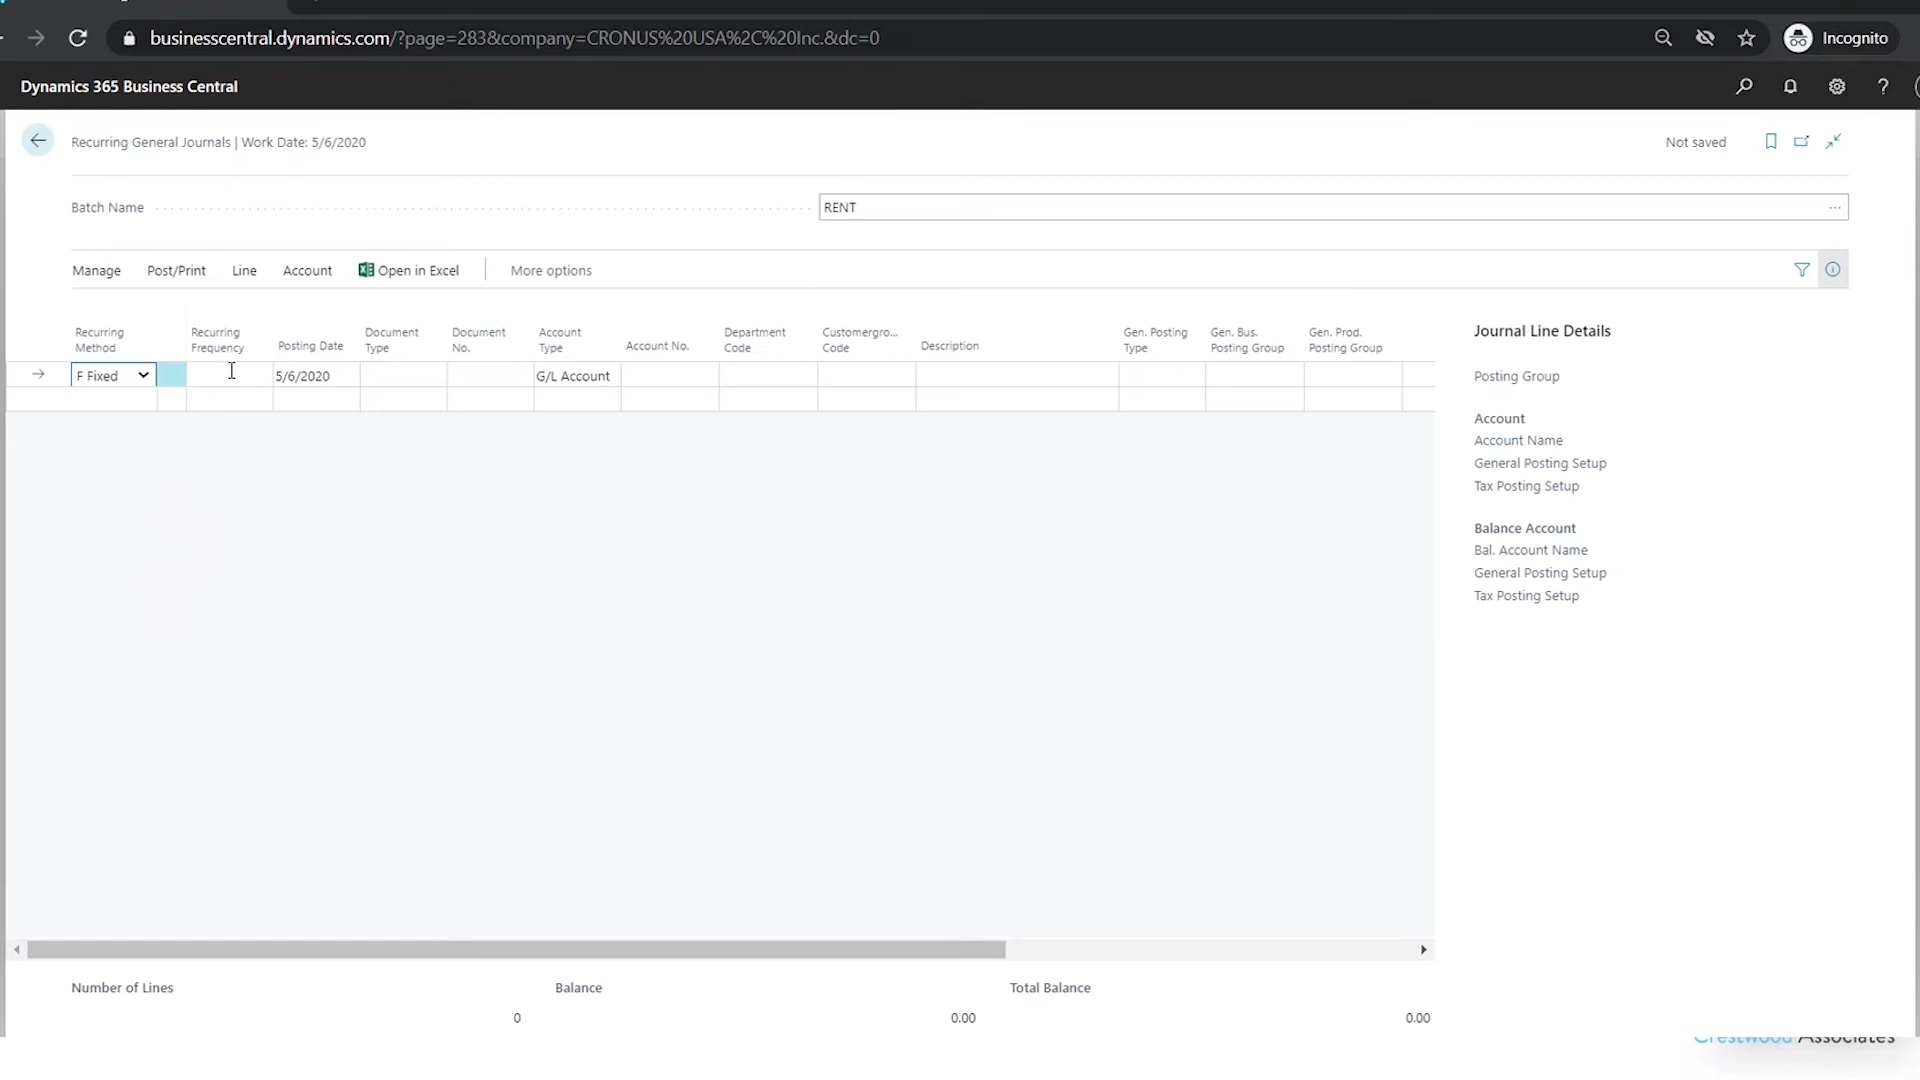 businesscentral.dynamics.com/?page=283&company=CRONUS%20USA%2C%20Inc.&dc=0
Incognito
Dynamics 365 Business Central
?
Recurring General Journals | Work Date: 5/6/2020
Not saved
Batch Name
RENT
Manage Post/Print Line Account Open in Excel More options
Recurring Method Recurring Frequency Posting Date Document Type Document No. Account Type Account No. Department Code Customergro... Code Description Gen. Posting Type Gen. Bus. Posting Group Gen. Prod. Posting Group
F Fixed 5/6/2020 G/L Account
Journal Line Details
Posting Group
Account
Account Name
General Posting Setup
Tax Posting Setup
Balance Account
Bal. Account Name
General Posting Setup
Tax Posting Setup
Number of Lines Balance Total Balance
0 0.00 0.00
Crestwood Associates